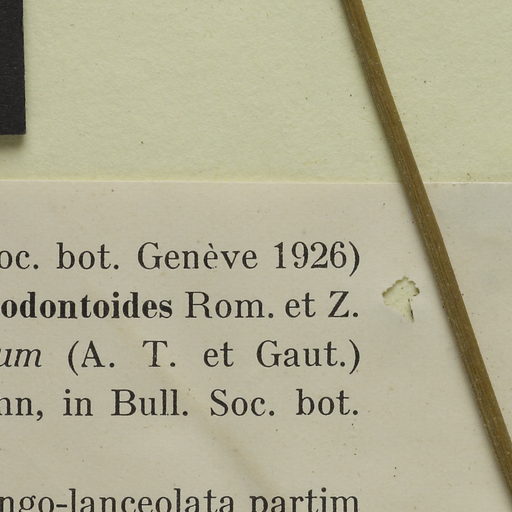 oc. bot. Genève 1926)
odontoides Rom. et Z.
um (A. T. et Gaut.)
nn, in Bull. Soc. bot.
ngo-lanceolata partim